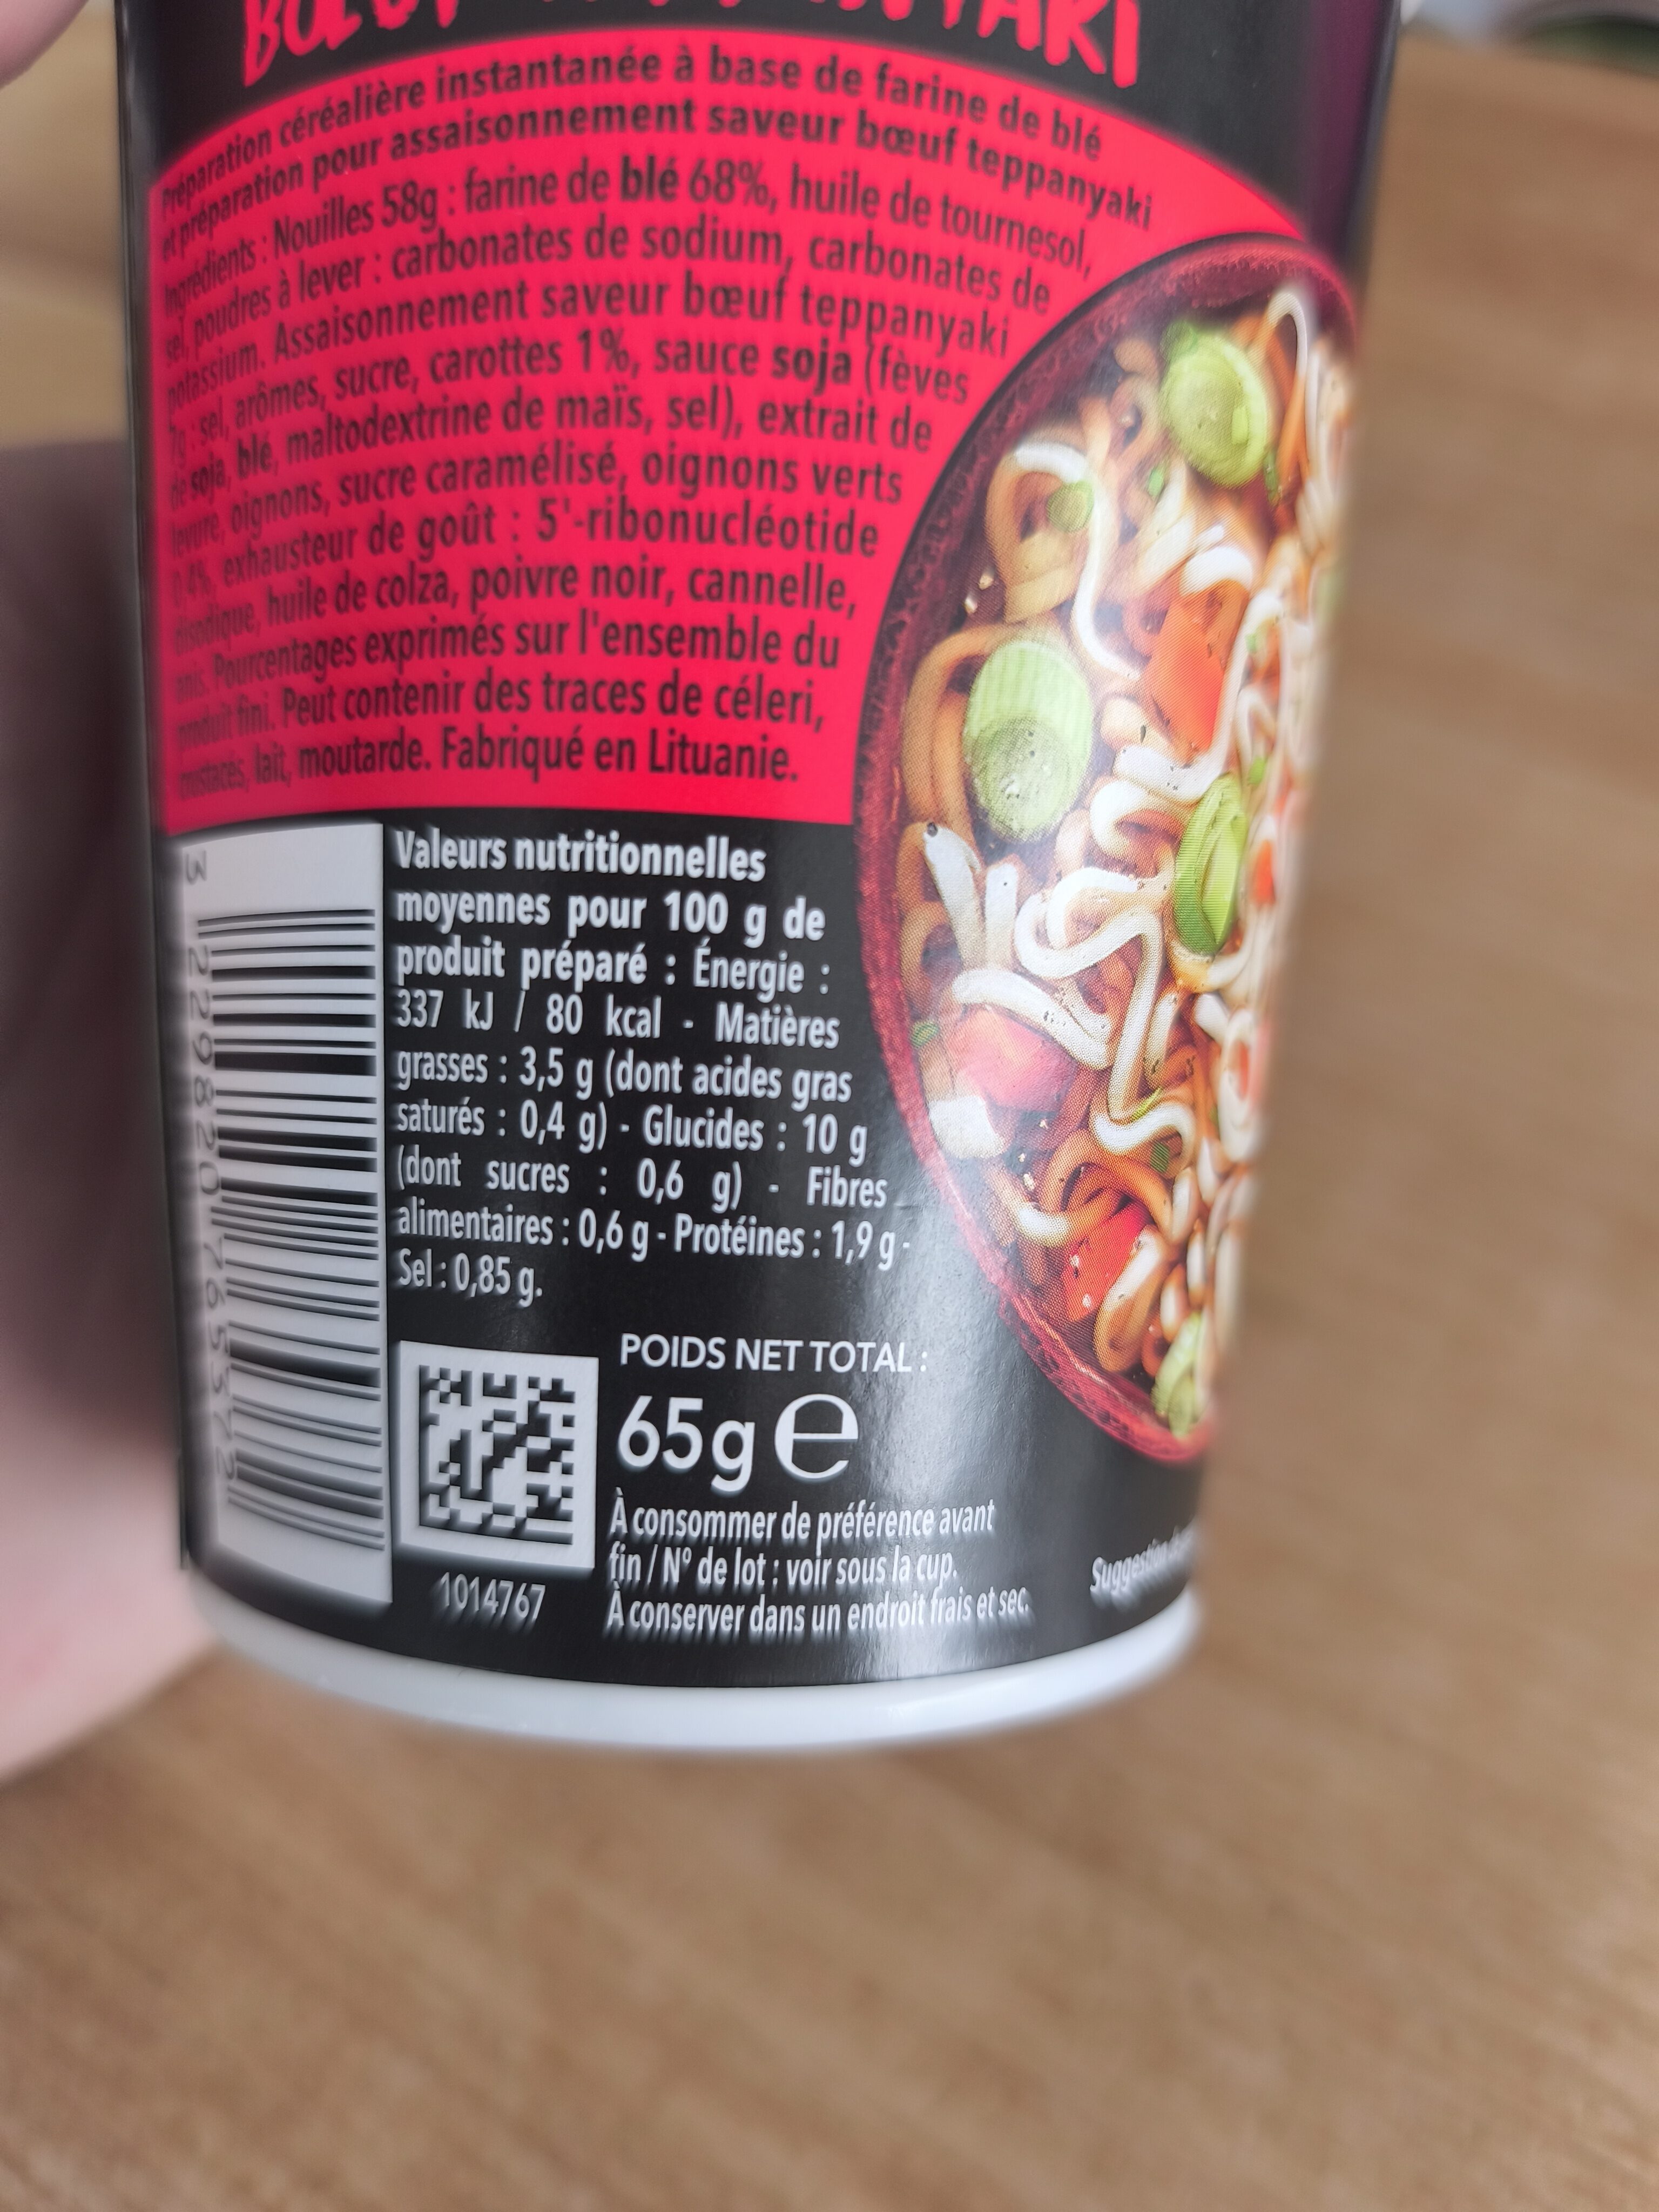 BŒUF TEPPANYAKI
Préparation céréalière instantanée à base de farine de blé
et préparation pour assaisonnement saveur bœuf teppanyaki
Ingrédients : Nouilles 58g : farine de blé 68%, huile de tournesol,
sel, poudres à lever : carbonates de sodium, carbonates de
potassium. Assaisonnement saveur bœuf teppanyaki
7g : sel, arômes, sucre, carottes 1%, sauce soja (fèves
de soja, blé, maltodextrine de maïs, sel), extrait de
levure, oignons, sucre caramélisé, oignons verts
0,4%, exhausteur de goût : 5'-ribonucléotide
disodique, huile de colza, poivre noir, cannelle,
anis. Pourcentages exprimés sur l'ensemble du
produit fini. Peut contenir des traces de céleri,
crustacés, lait, moutarde. Fabriqué en Lituanie.
Valeurs nutritionnelles
moyennes pour 100 g de
produit préparé : Énergie :
337 kJ / 80 kcal - Matières
grasses : 3,5 g (dont acides gras
saturés : 0,4 g) - Glucides : 10 g
(dont sucres : 0,6 g) - Fibres
alimentaires : 0,6 g - Protéines : 1,9 g -
Sel : 0,85 g.
3 229820 765372
POIDS NET TOTAL :
65g e
À consommer de préférence avant
fin / N° de lot : voir sous la cup.
À conserver dans un endroit frais et sec.
1014767
Suggestion